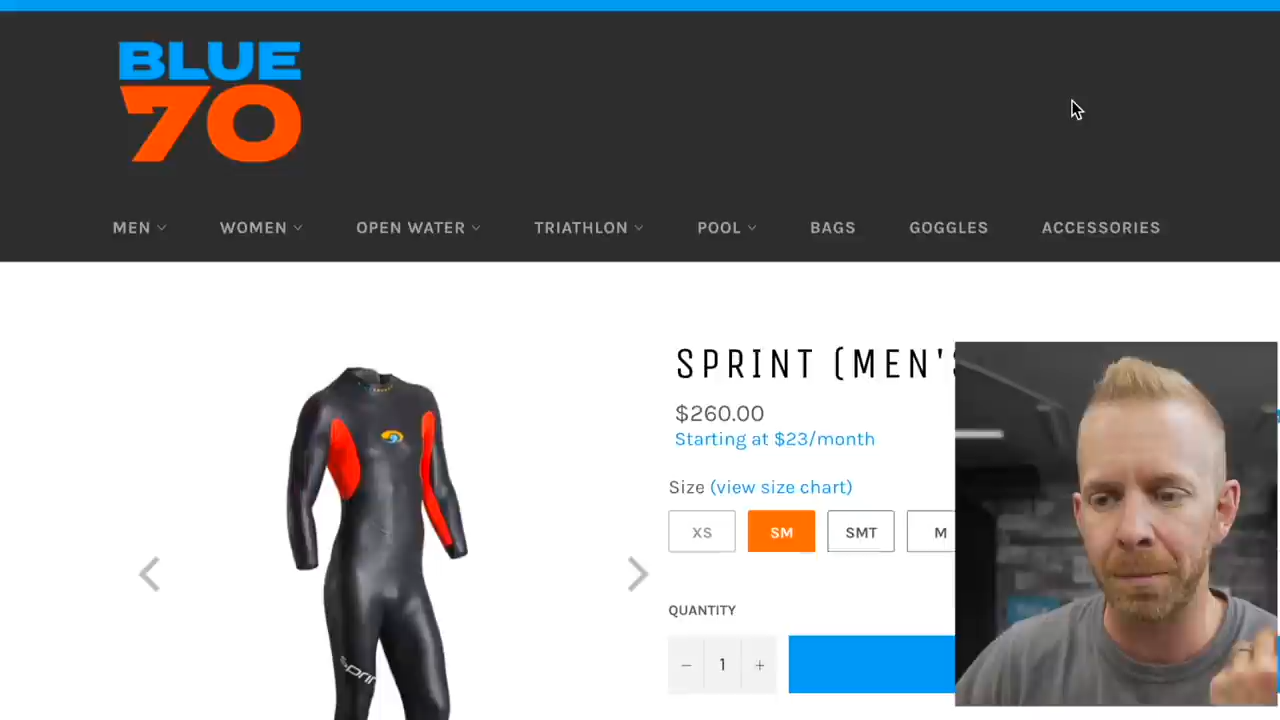 BLUE
70
MEN
WOMEN
OPEN WATER
TRIATHLON
POOL
BAGS
GOGGLES
ACCESSORIES
SPRINT (MEN'S
$260.00
Starting at $23/month
Size (view size chart)
XS
SM
SMT
M
QUANTITY
− 1 +